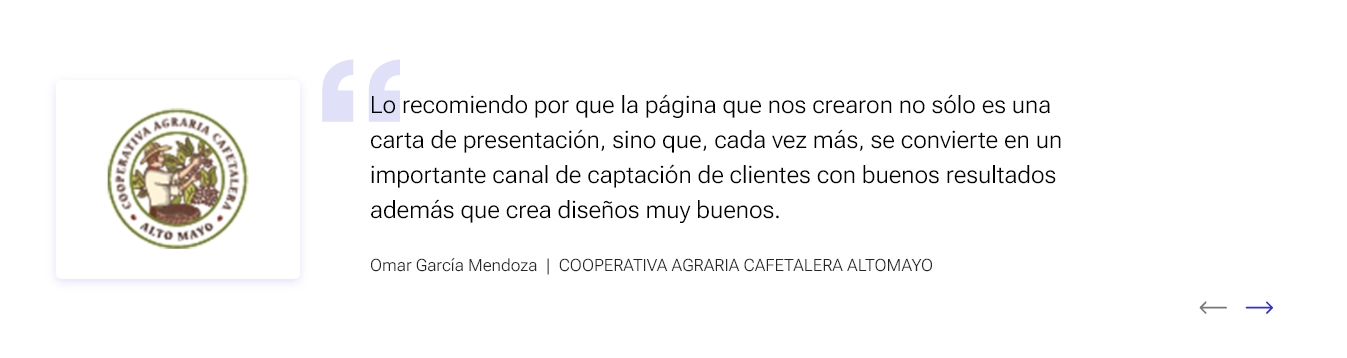 COOPERATIVA AGRARIA CAFETALERA
ALTO MAYO
Lo recomiendo por que la página que nos crearon no sólo es una
carta de presentación, sino que, cada vez más, se convierte en un
importante canal de captación de clientes con buenos resultados
además que crea diseños muy buenos.
Omar García Mendoza | COOPERATIVA AGRARIA CAFETALERA ALTOMAYO